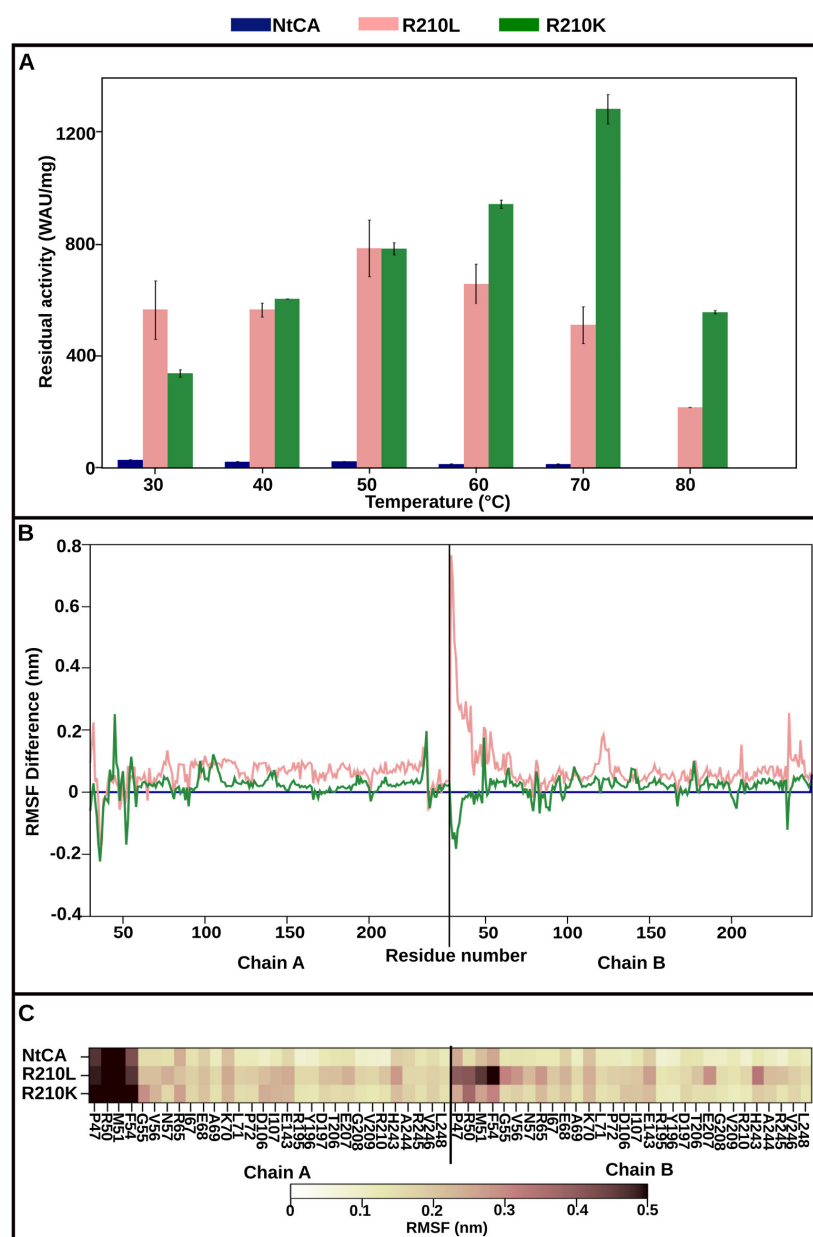 NtCA R210L R210K
A
Residual activity (WAU/mg)
1200
800
400
0
30 40 50 60 70 80
Temperature (°C)
B
RMSF Difference (nm)
0.8
0.6
0.4
0.2
0
-0.2
-0.4
50 100 150 200 50 100 150 200
Residue number
Chain A Chain B
C
NtCA
R210L
R210K
P47 R50 M51 F54 G55 V56 N57 R65 I67 E68 A69 K70 L71 P72 D106 I107 E143 R195 Y196 D197 T206 E207 G208 V209 R210 H243 A244 R245 V246 L248 P47 R50 M51 F54 G55 V56 N57 R65 I67 E68 A69 K70 L71 P72 D106 I107 E143 R195 Y196 D197 T206 E207 G208 V209 R210 H243 A244 R245 V246 L248
Chain A Chain B
0 0.1 0.2 0.3 0.4 0.5
RMSF (nm)